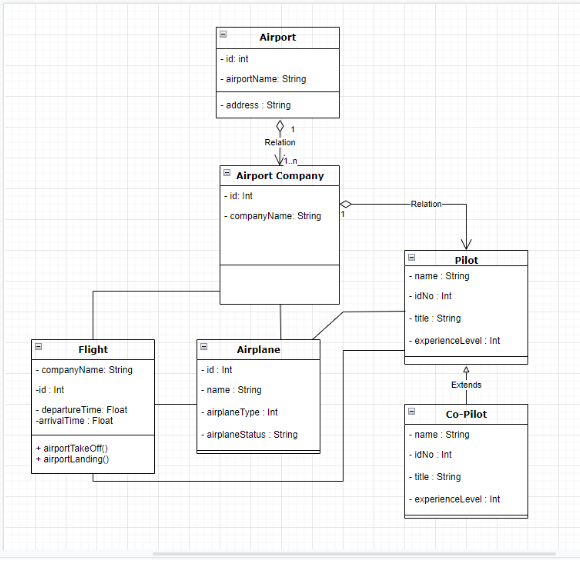 Airport
- id: int
- airportName: String
- address : String
1
Relation
1..n
Airport Company
- id: Int
- companyName: String
1
Relation
Pilot
- name : String
- idNo : Int
- title : String
- experienceLevel : Int
Flight
- companyName: String
-id : Int
- departureTime: Float
-arrivalTime : Float
+ airportTakeOff()
+ airportLanding()
Airplane
- id : Int
- name : String
- airplaneType : Int
- airplaneStatus : String
Extends
Co-Pilot
- name : String
- idNo : Int
- title : String
- experienceLevel : Int